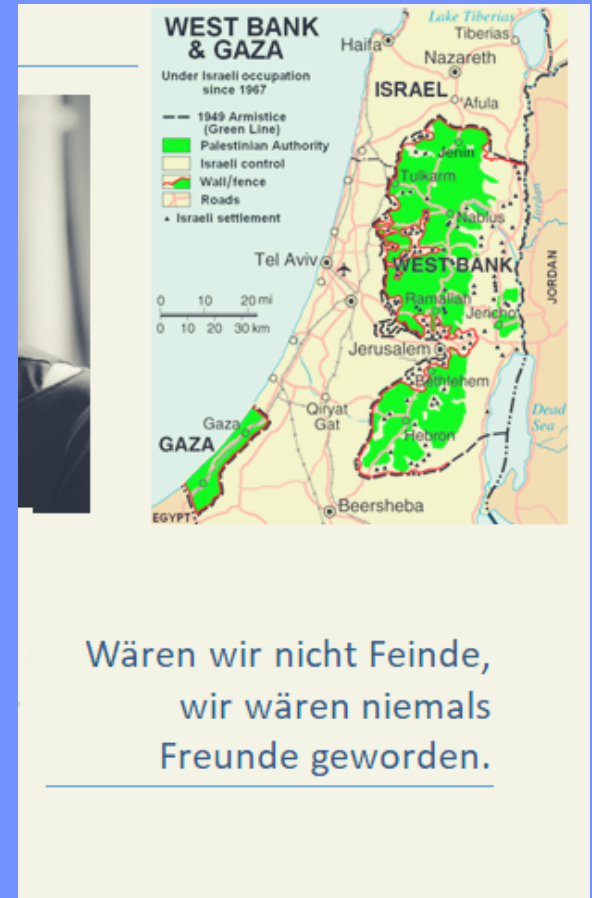 WEST BANK
& GAZA
Under Israeli occupation
since 1967
1949 Armistice
(Green Line)
Palestinian Authority
Israeli control
Wall/fence
Roads
Israeli settlement
0 10 20 mi
0 10 20 30 km
Lake Tiberias
Tiberias
Haifa
Nazareth
ISRAEL
Afula
Jenin
Tulkarm
Nablus
Jordan
Tel Aviv
WEST BANK
JORDAN
Ramallah
Jericho
Jerusalem
Bethlehem
Qiryat
Gat
Dead
Sea
Gaza
GAZA
Hebron
Beersheba
EGYPT
Wären wir nicht Feinde,
wir wären niemals
Freunde geworden.